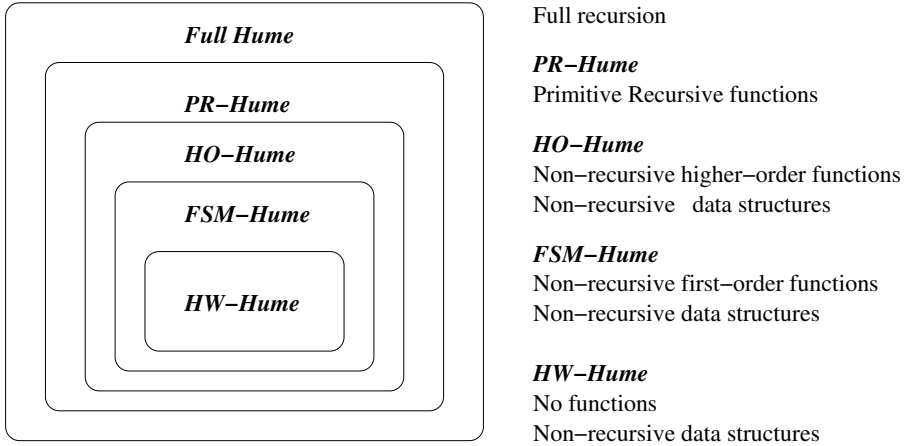 Full Hume
PR−Hume
HO−Hume
FSM−Hume
HW−Hume
Full recursion
PR−Hume
Primitive Recursive functions
HO−Hume
Non−recursive higher−order functions
Non−recursive data structures
FSM−Hume
Non−recursive first−order functions
Non−recursive data structures
HW−Hume
No functions
Non−recursive data structures